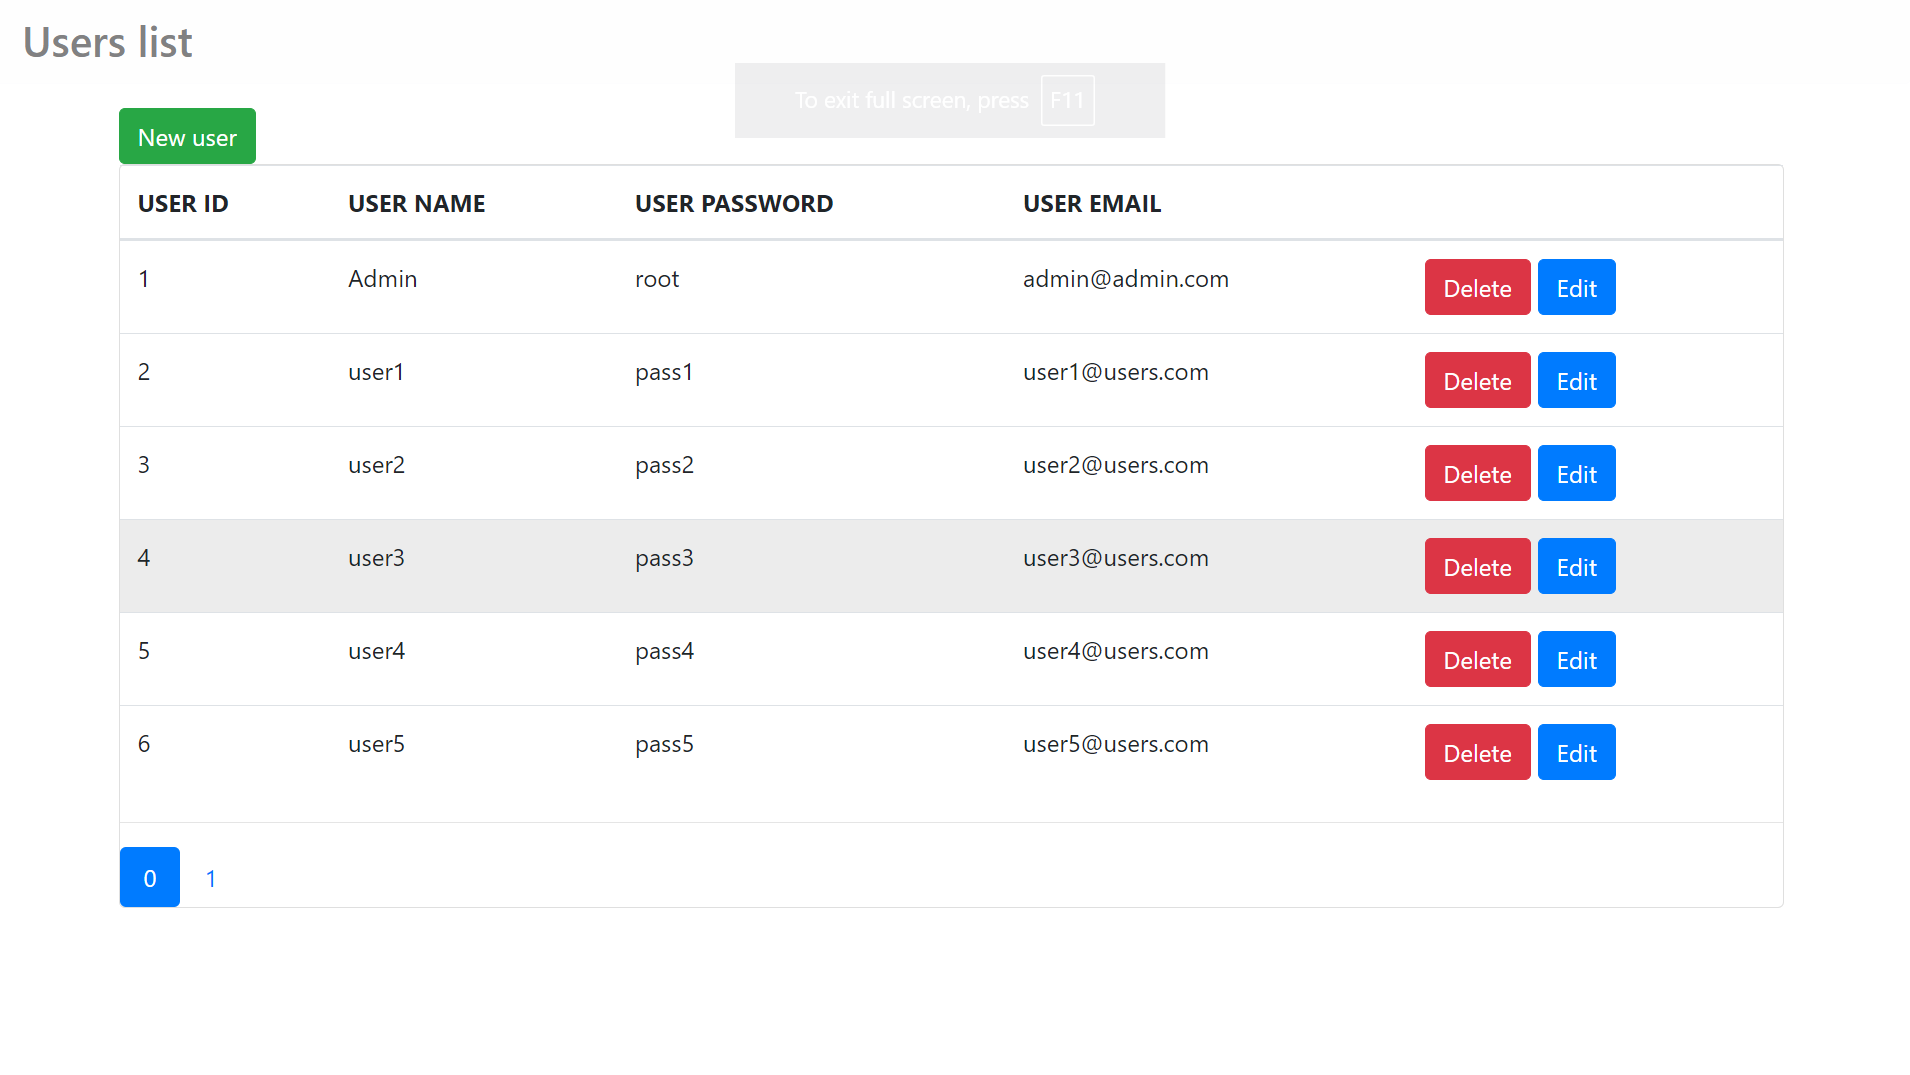 Users list
To exit full screen, press F11
New user
USER ID USER NAME USER PASSWORD USER EMAIL
1 Admin root admin@admin.com Delete Edit
2 user1 pass1 user1@users.com Delete Edit
3 user2 pass2 user2@users.com Delete Edit
4 user3 pass3 user3@users.com Delete Edit
5 user4 pass4 user4@users.com Delete Edit
6 user5 pass5 user5@users.com Delete Edit
0 1